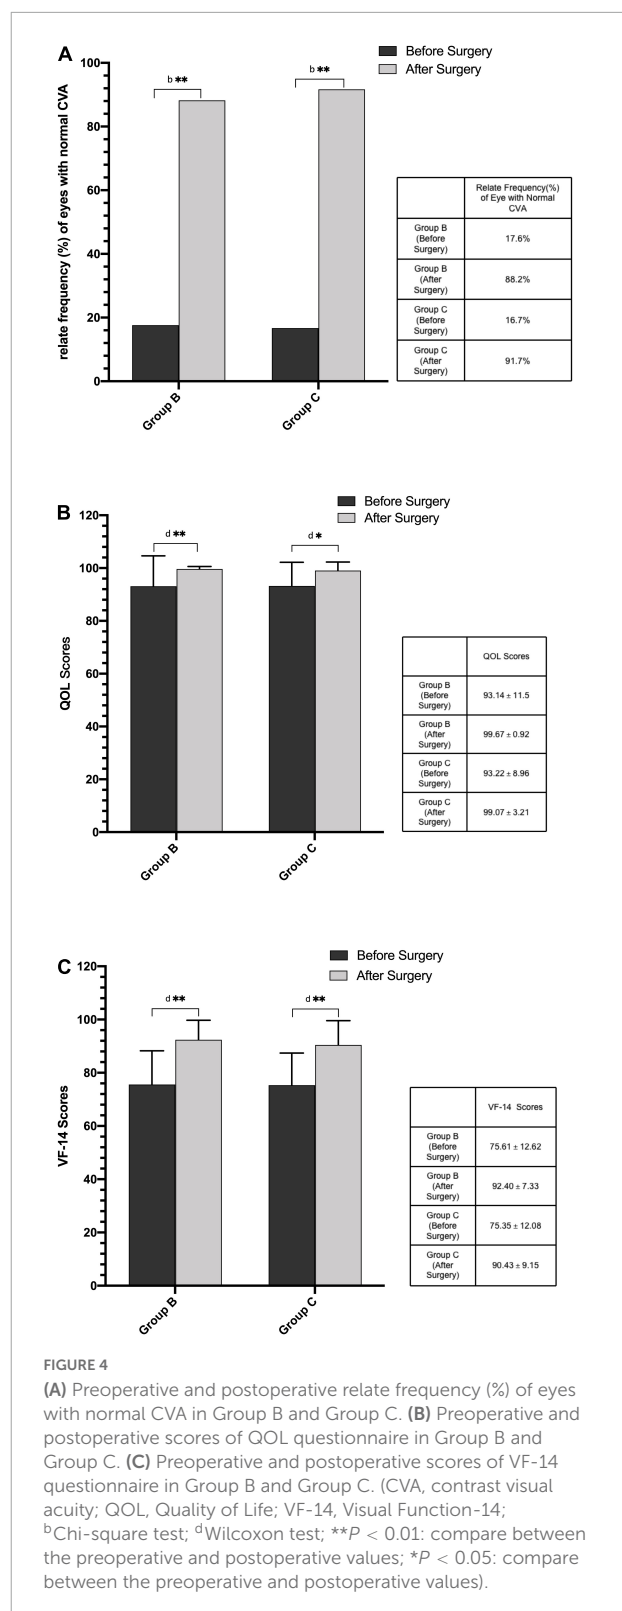 A
Before Surgery
After Surgery
relate frequency (%) of eyes with normal CVA
100
80
60
40
20
0
b **
b **
Group B
Group C
Relate Frequency(%)
of Eye with Normal
CVA
Group B
(Before
Surgery)
17.6%
Group B
(After
Surgery)
88.2%
Group C
(Before
Surgery)
16.7%
Group C
(After
Surgery)
91.7%
B
Before Surgery
After Surgery
QOL Scores
120
100
80
60
40
20
0
d **
d *
Group B
Group C
QOL Scores
Group B
(Before
Surgery)
93.14 ± 11.5
Group B
(After
Surgery)
99.67 ± 0.92
Group C
(Before
Surgery)
93.22 ± 8.96
Group C
(After
Surgery)
99.07 ± 3.21
C
Before Surgery
After Surgery
VF-14 Scores
120
100
80
60
40
20
0
d **
d **
Group B
Group C
VF-14 Scores
Group B
(Before
Surgery)
75.61 ± 12.62
Group B
(After
Surgery)
92.40 ± 7.33
Group C
(Before
Surgery)
75.35 ± 12.08
Group C
(After
Surgery)
90.43 ± 9.15
FIGURE 4
(A) Preoperative and postoperative relate frequency (%) of eyes
with normal CVA in Group B and Group C. (B) Preoperative and
postoperative scores of QOL questionnaire in Group B and
Group C. (C) Preoperative and postoperative scores of VF-14
questionnaire in Group B and Group C. (CVA, contrast visual
acuity; QOL, Quality of Life; VF-14, Visual Function-14;
bChi-square test; dWilcoxon test; **P < 0.01: compare between
the preoperative and postoperative values; *P < 0.05: compare
between the preoperative and postoperative values).